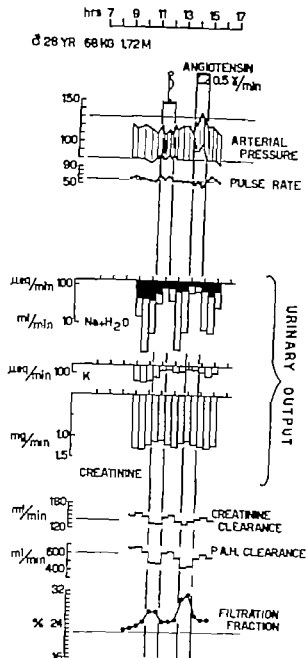 hrs 7 9 11 13 15 17
♂ 28 YR 68 KG 1,72 M
ANGIOTENSIN
0.5 γ/min
150
100
ARTERIAL
PRESSURE
90
50
PULSE RATE
µeq/min 100
ml/min
10
Na+H₂O
µeq/min 100
K
mg/min
1.0
1.5
CREATININE
URINARY OUTPUT
ml/min
180
120
CREATININE
CLEARANCE
ml/min
600
400
P.A.H. CLEARANCE
32
% 24
16
FILTRATION
FRACTION